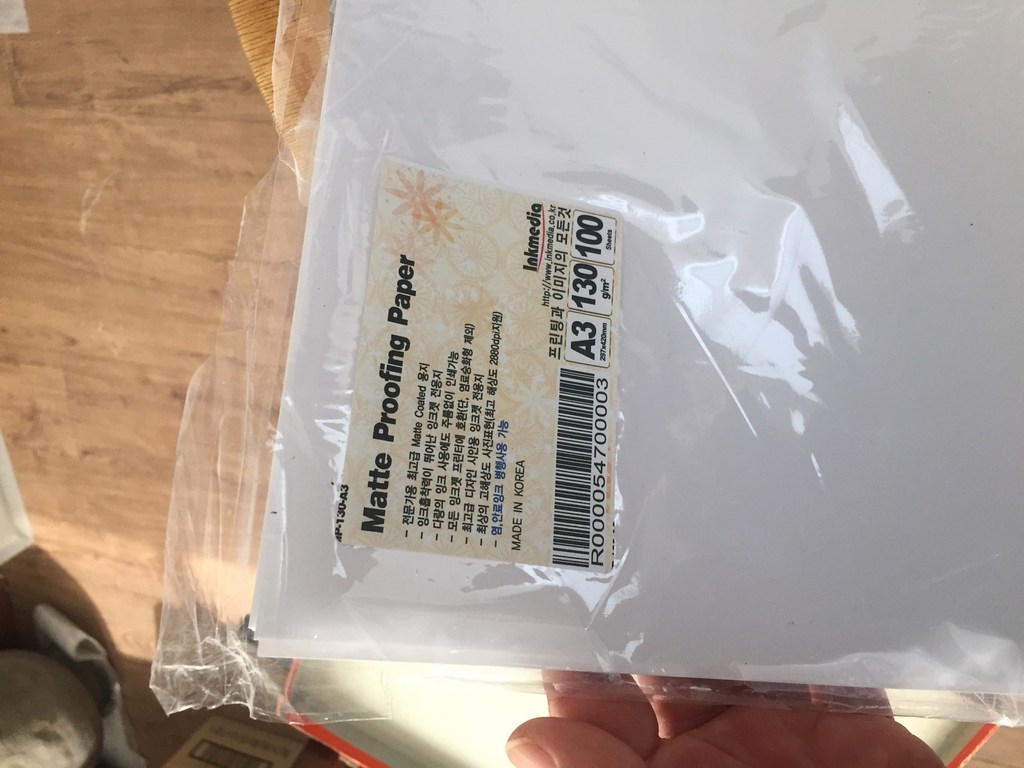 Matte Proofing Paper
- 전문가용 최고급 Matte Coated 용지
- 잉크흡착력이 뛰어난 잉크젯 전용지
- 다량의 잉크 사용에도 주름없이 인쇄가능
- 모든 잉크젯 프린터에 호환(단, 염료승화형 제외)
- 최고급 디자인 시안용 잉크젯 전용지
- 최상의 고해상도 사진표현(최고 해상도 2880dpi지원)
- 염,안료잉크 병행사용 가능
MADE IN KOREA
Inkmedia
http://www.inkmedia.co.kr
프린팅과 이미지의 모든것
A3 130 100
297x420mm g/m² Sheets
R000054700003